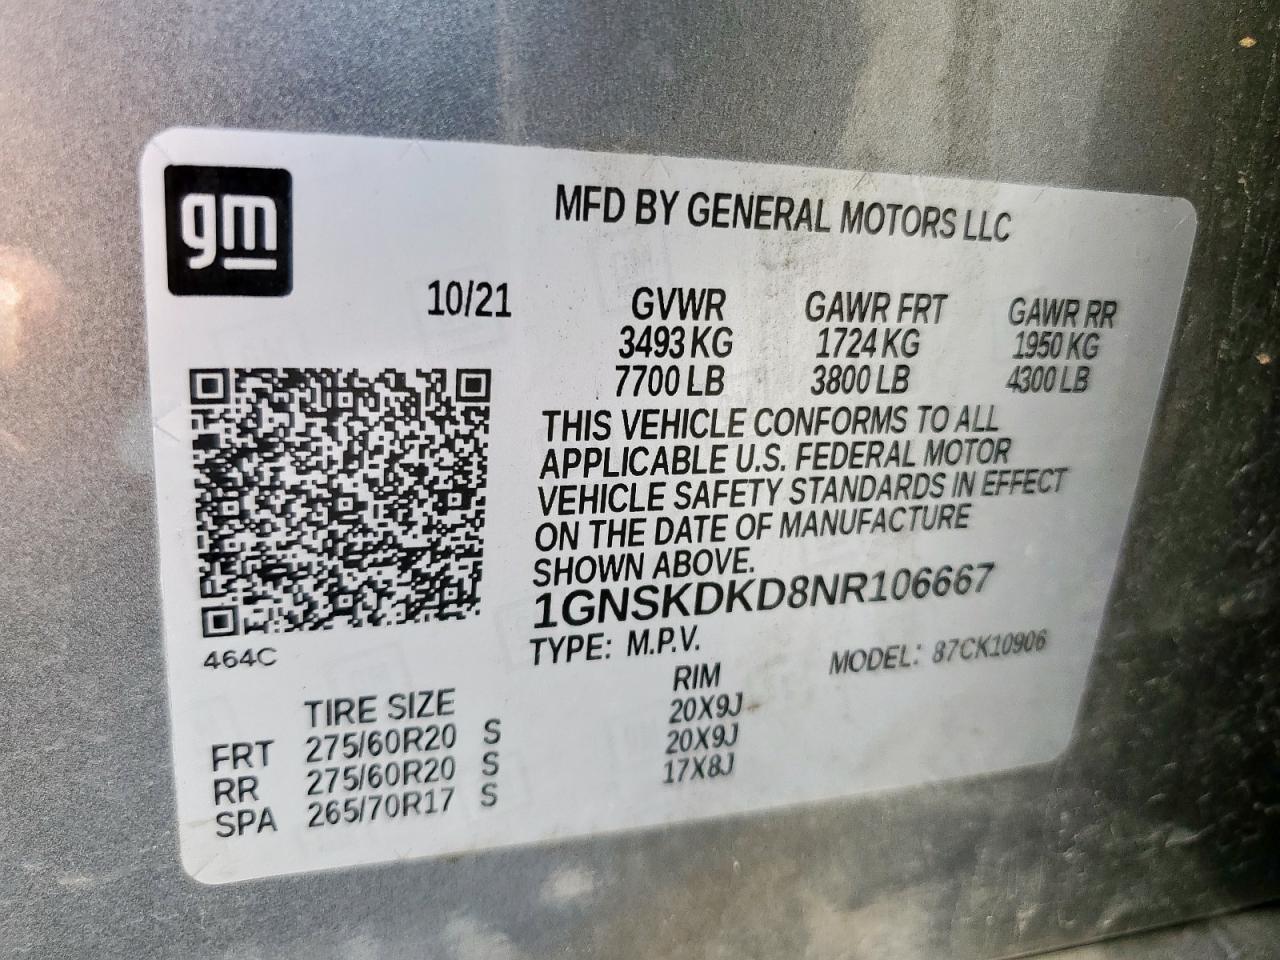 gm
MFD BY GENERAL MOTORS LLC
10/21 GVWR GAWR FRT GAWR RR
3493 KG 1724 KG 1950 KG
7700 LB 3800 LB 4300 LB
THIS VEHICLE CONFORMS TO ALL
APPLICABLE U.S. FEDERAL MOTOR
VEHICLE SAFETY STANDARDS IN EFFECT
ON THE DATE OF MANUFACTURE
SHOWN ABOVE.
1GNSKDKD8NR106667
464C
TYPE: M.P.V. MODEL: 87CK10906
TIRE SIZE RIM
FRT 275/60R20 S 20X9J
RR 275/60R20 S 20X9J
SPA 265/70R17 S 17X8J